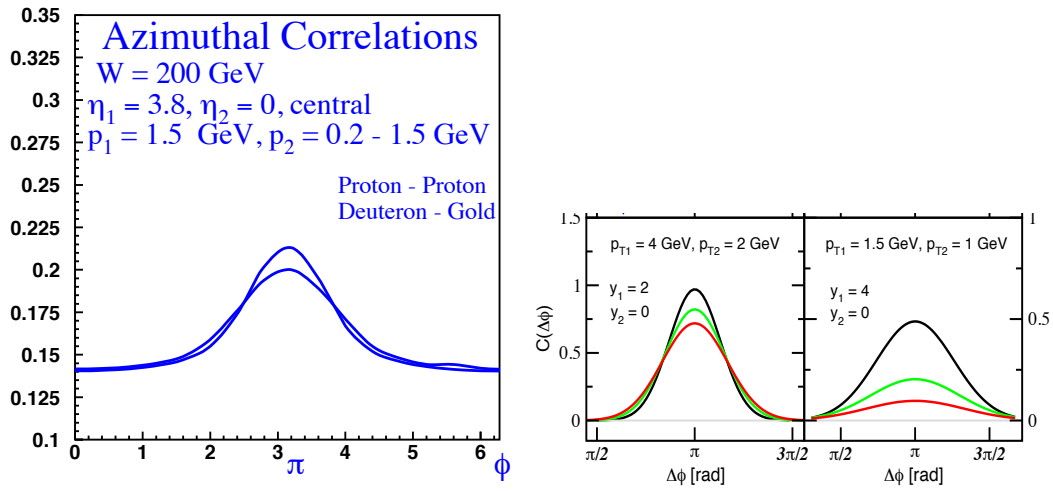 Azimuthal Correlations
W = 200 GeV
η1 = 3.8, η2 = 0, central
p1 = 1.5 GeV, p2 = 0.2 - 1.5 GeV
Proton - Proton
Deuteron - Gold
0.35
0.325
0.3
0.275
0.25
0.225
0.2
0.175
0.15
0.125
0.1
0 1 2 3 4 5 6
π ϕ
1.5
1
0.5
0
C(Δϕ)
pT1 = 4 GeV, pT2 = 2 GeV
y1 = 2
y2 = 0
π/2 π 3π/2
Δϕ [rad]
pT1 = 1.5 GeV, pT2 = 1 GeV
y1 = 4
y2 = 0
1
0.5
0
π/2 π 3π/2
Δϕ [rad]